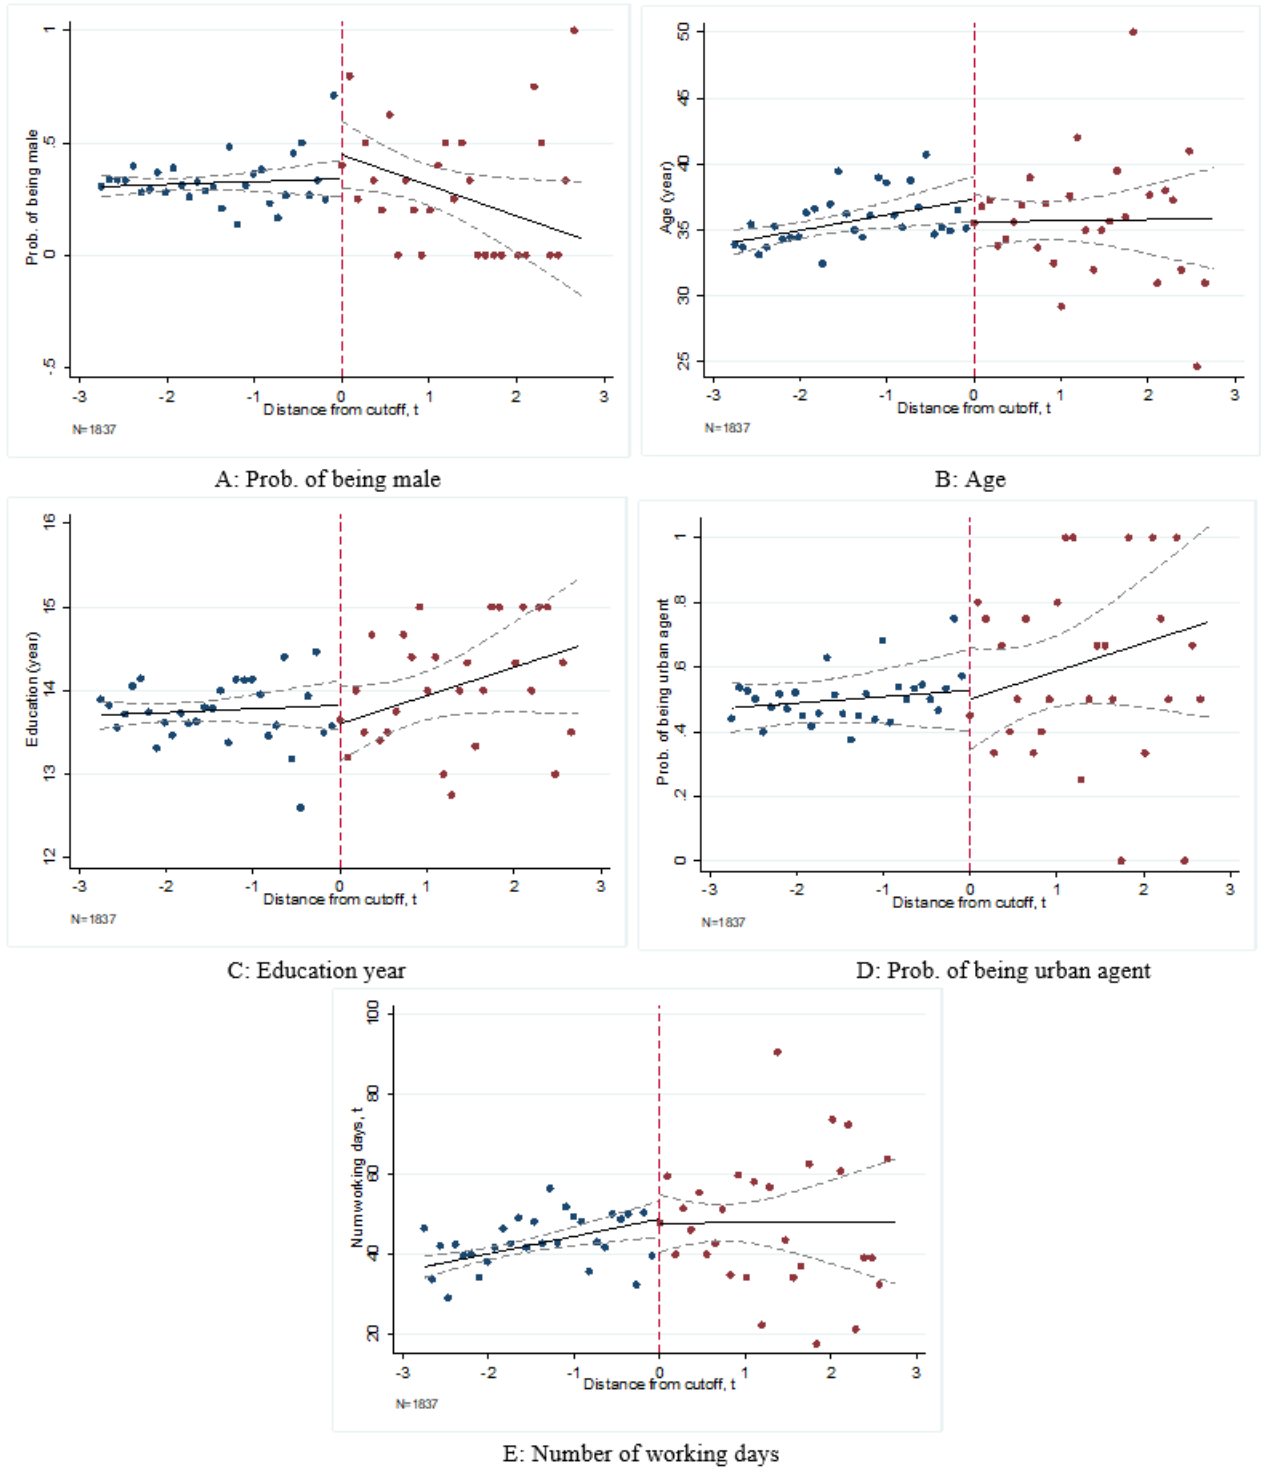 Prob. of being male
1
.5
0
-.5
-3 -2 -1 0 1 2 3
Distance from cutoff, t
N=1837
A: Prob. of being male
Age (year)
50
45
40
35
30
25
-3 -2 -1 0 1 2 3
Distance from cutoff, t
N=1837
B: Age
Education (year)
16
15
14
13
12
-3 -2 -1 0 1 2 3
Distance from cutoff, t
N=1837
C: Education year
Prob. of being urban agent
1
.8
.6
.4
.2
0
-3 -2 -1 0 1 2 3
Distance from cutoff, t
N=1837
D: Prob. of being urban agent
Numworking days, t
100
80
60
40
20
-3 -2 -1 0 1 2 3
Distance from cutoff, t
N=1837
E: Number of working days